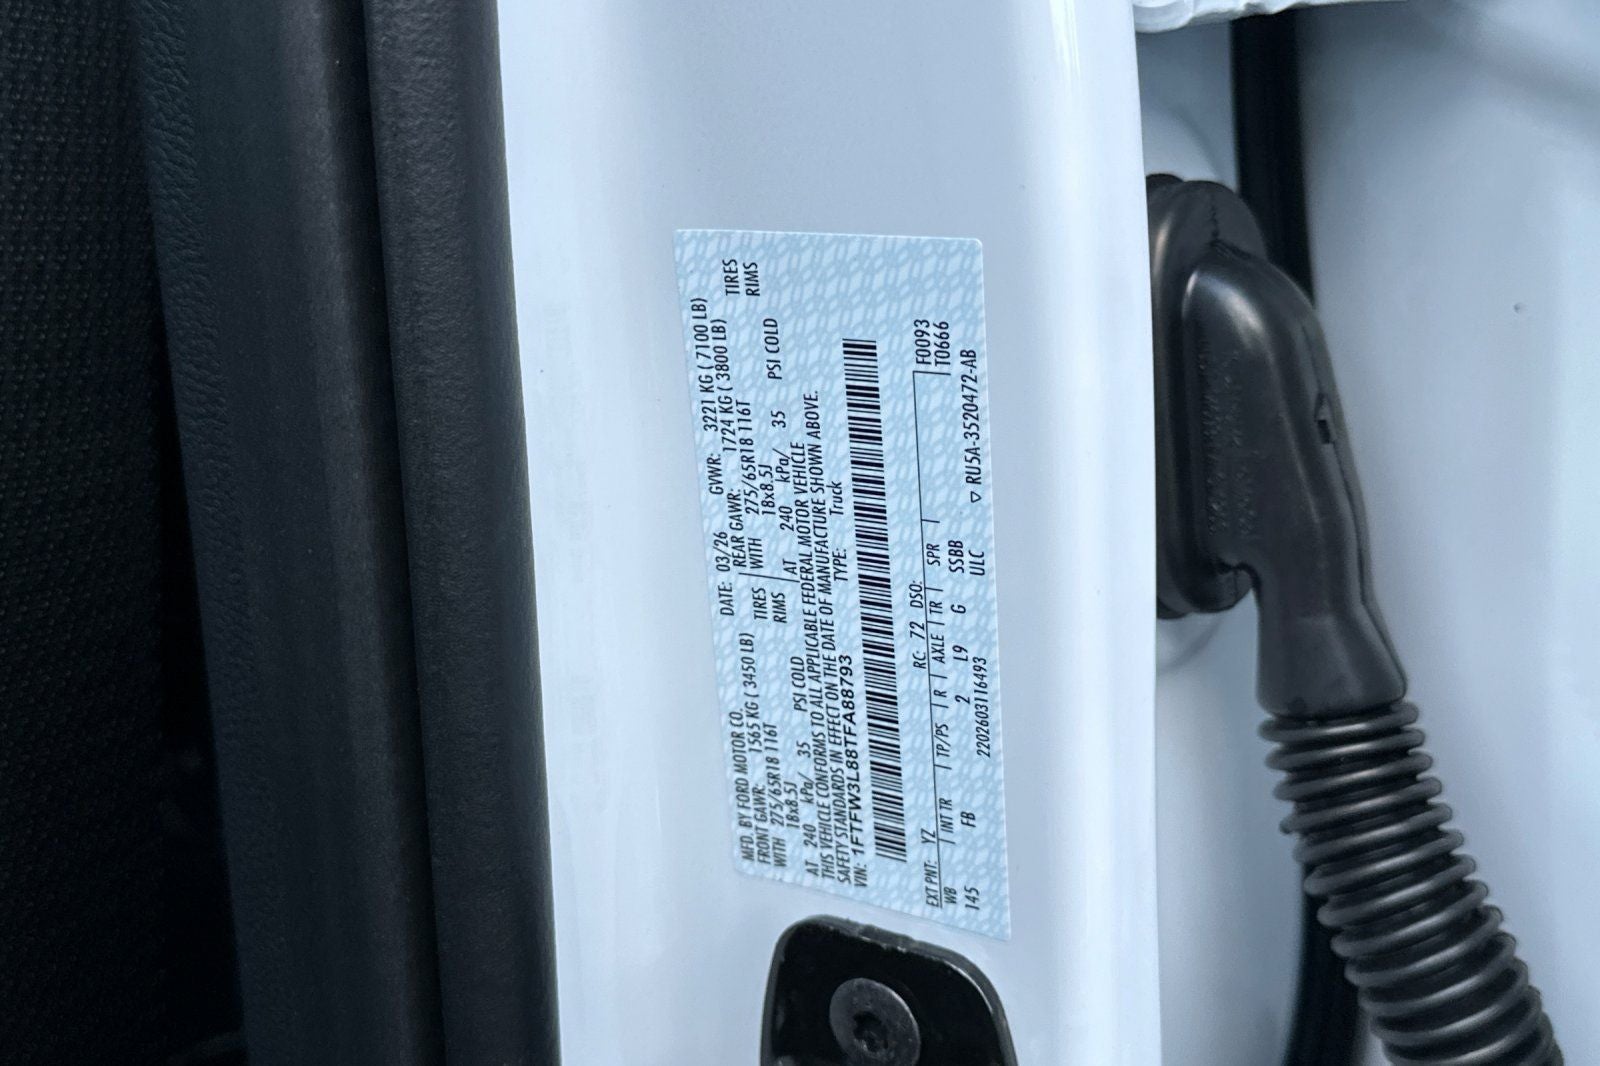 MFD. BY FORD MOTOR CO. DATE: 03/26 GVWR: 3221 KG ( 7100 LB)
FRONT GAWR: 1565 KG ( 3450 LB) REAR GAWR: 1724 KG ( 3800 LB)
WITH 275/65R18 116T TIRES WITH 275/65R18 116T TIRES
18x8.5J RIMS 18x8.5J RIMS
AT 240 kPa/ 35 PSI COLD AT 240 kPa/ 35 PSI COLD
THIS VEHICLE CONFORMS TO ALL APPLICABLE FEDERAL MOTOR VEHICLE
SAFETY STANDARDS IN EFFECT ON THE DATE OF MANUFACTURE SHOWN ABOVE.
VIN: 1FTFW3L88TFA88793 TYPE: Truck
EXT PNT: YZ RC: 72 DSO: F0093
WB INT TR TP/PS R AXLE TR SPR T0666
145 FB 2 L9 G SSBB
2202603116493 ULC ▽ RU5A-3520472-AB